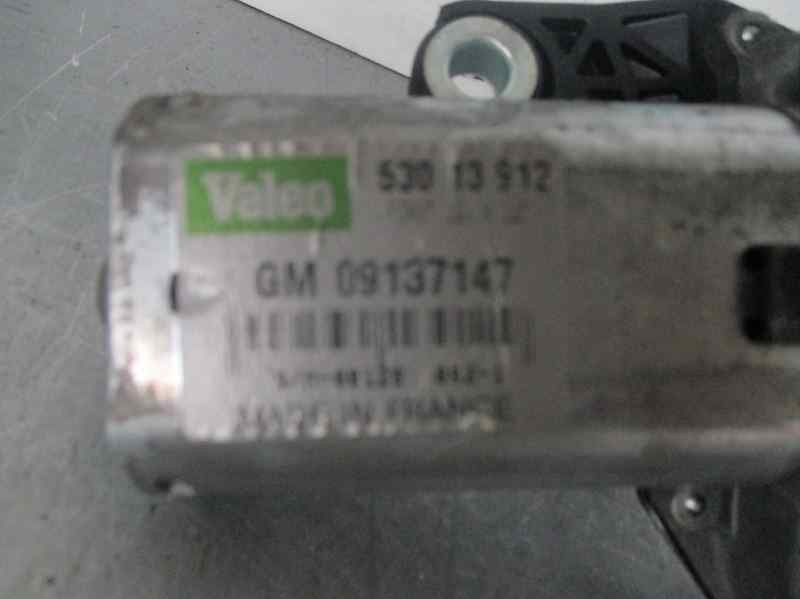 Valeo 530 13 912
GM 09137147
MADE IN FRANCE